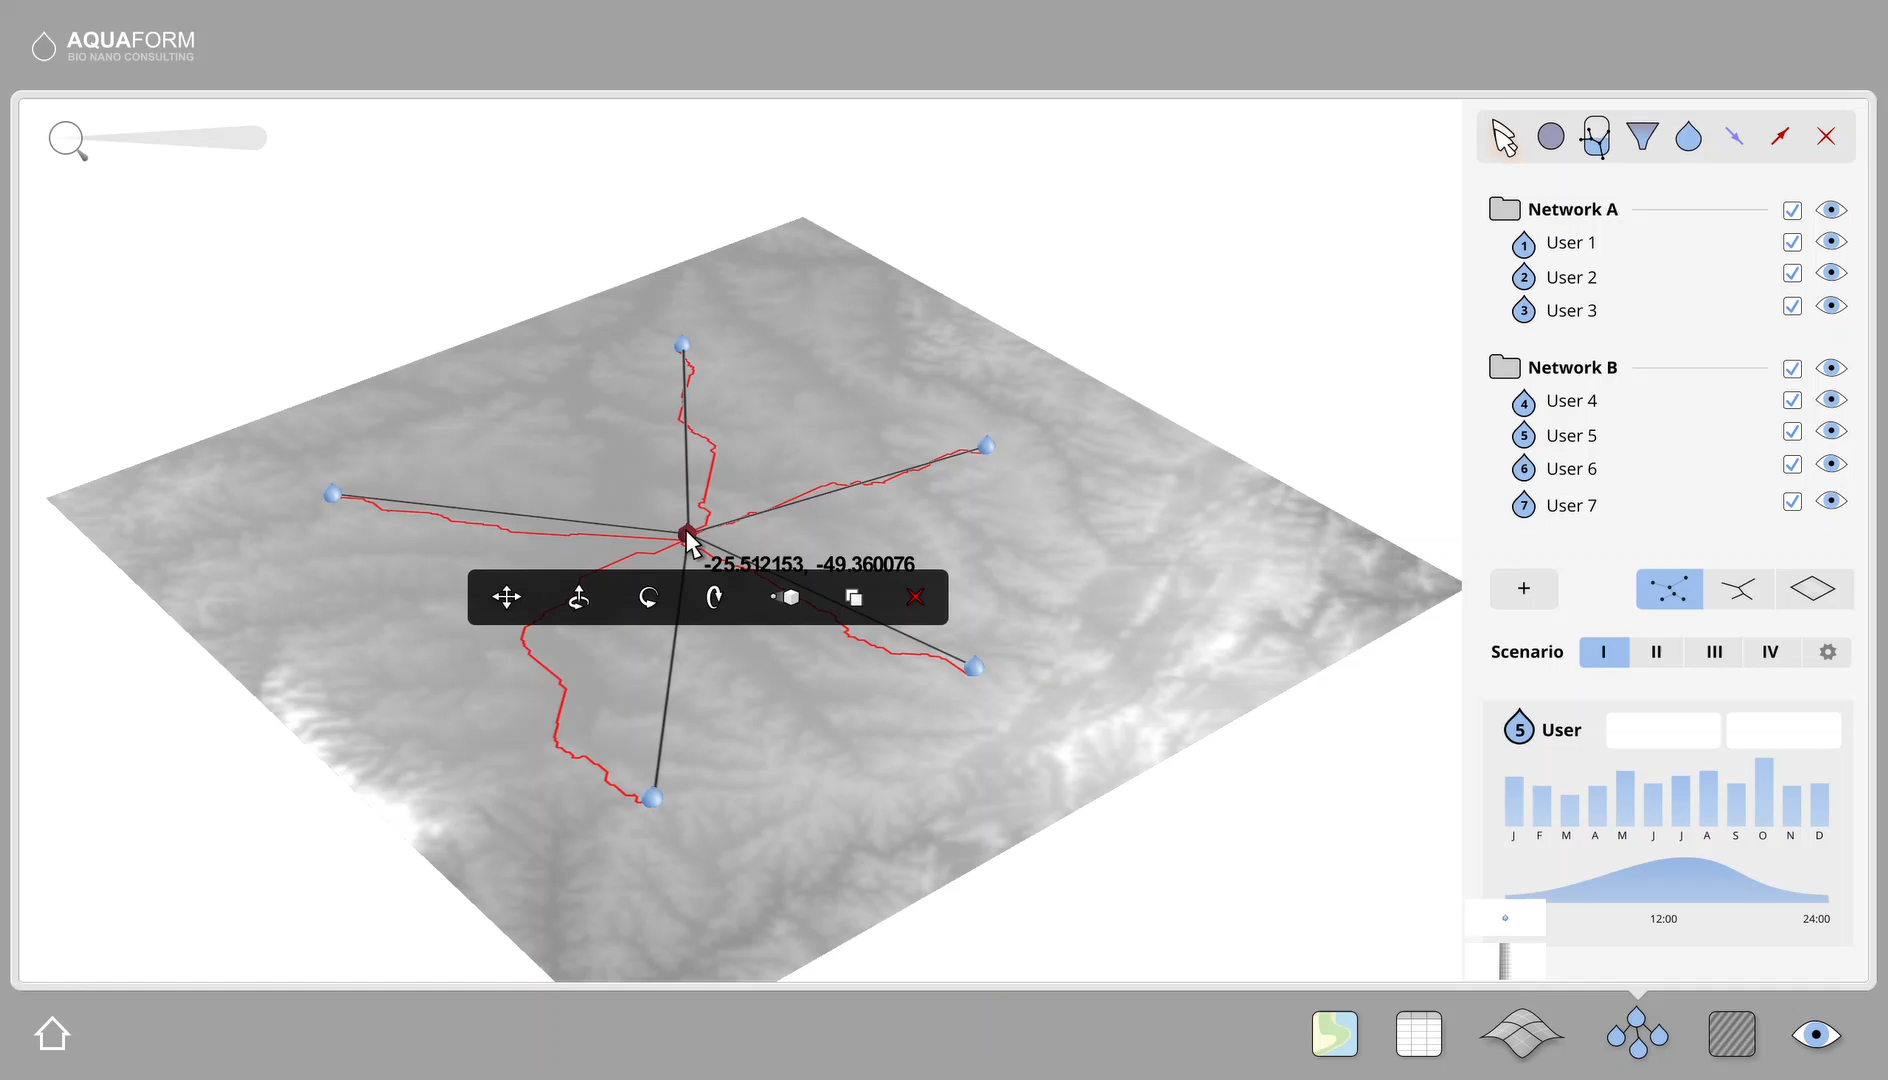 AQUAFORM
BIO NANO CONSULTING
Network A
1 User 1
2 User 2
3 User 3
Network B
4 User 4
5 User 5
6 User 6
7 User 7
-25.512153, -49.360076
+
Scenario I II III IV
5 User
J F M A M J J A S O N D
12:00 24:00